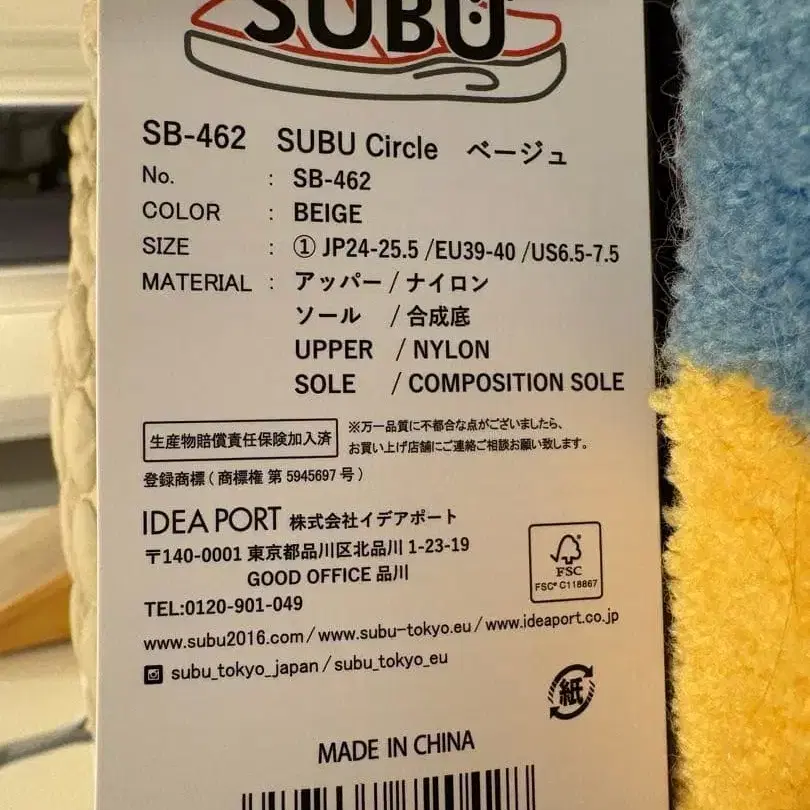 SUBU
SB-462 SUBU Circle ベージュ
No. : SB-462
COLOR : BEIGE
SIZE : ① JP24-25.5 /EU39-40 /US6.5-7.5
MATERIAL : アッパー / ナイロン
ソール / 合成底
UPPER / NYLON
SOLE / COMPOSITION SOLE
生産物賠償責任保険加入済
※万一品質に不都合な点がございましたら、
お買い上げ店舗にご連絡ご相談お願い致します。
登録商標 ( 商標権 第 5945697 号 )
IDEA PORT 株式会社イデアポート
〒140-0001 東京都品川区北品川 1-23-19
GOOD OFFICE 品川
TEL:0120-901-049
FSC
FSC® C118867
www.subu2016.com / www.subu-tokyo.eu / www.ideaport.co.jp
subu_tokyo_japan / subu_tokyo_eu
紙
MADE IN CHINA